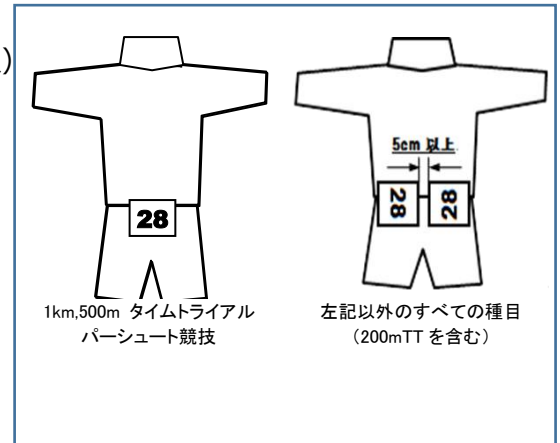 )
28
1km,500m タイムトライアル
パーシュート競技
5cm 以上
28
28
左記以外のすべての種目
（200mTT を含む）